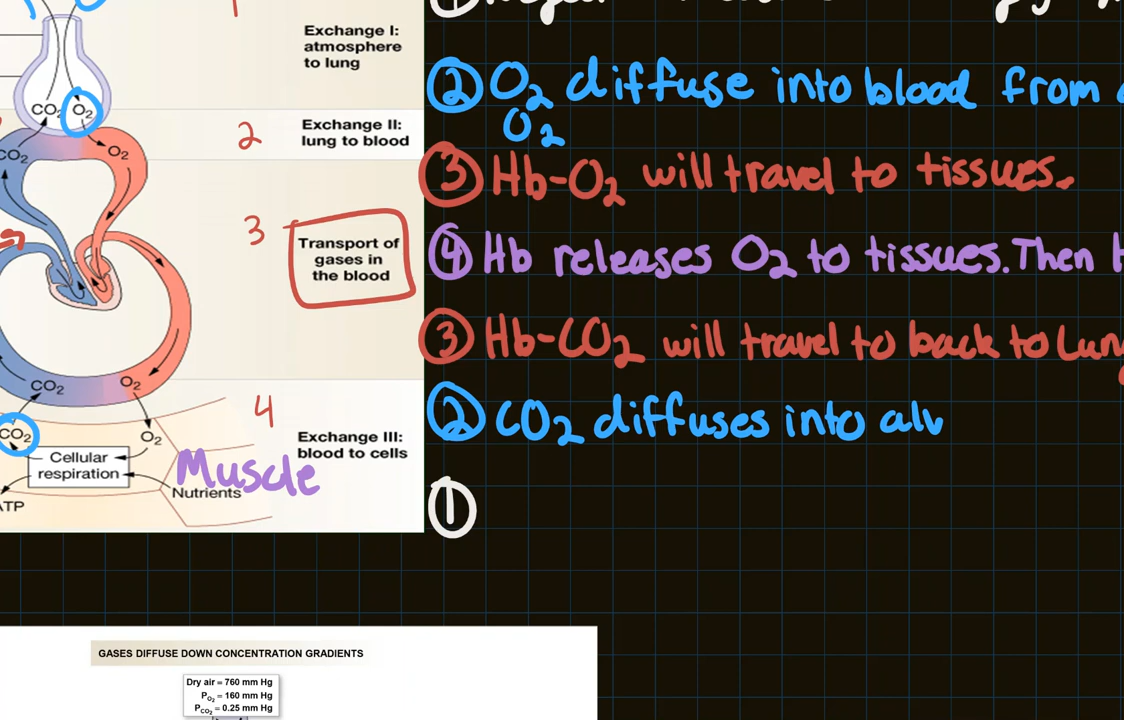 Exchange I:
atmosphere
to lung
1
② O2 diffuse into blood from
O2
CO2 O2
Exchange II:
lung to blood
2
CO2 O2
③ Hb-O2 will travel to tissues.
3
Transport of
gases in
the blood
④ Hb releases O2 to tissues. Then
③ Hb-CO2 will travel to back to Lun
CO2 O2
4
② CO2 diffuses into alv
Exchange III:
blood to cells
CO2 O2
Cellular
respiration
Muscle
Nutrients
ATP
①
GASES DIFFUSE DOWN CONCENTRATION GRADIENTS
Dry air = 760 mm Hg
PO2 = 160 mm Hg
PCO2 = 0.25 mm Hg